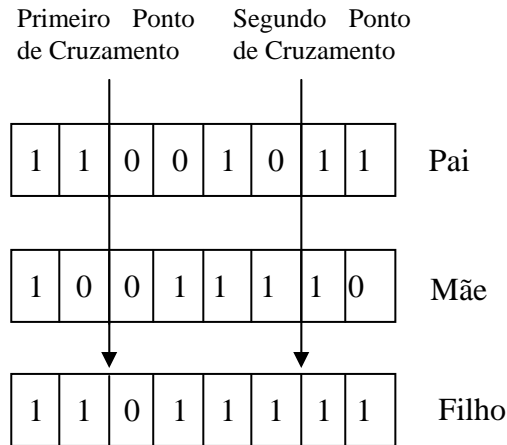 Primeiro Ponto de Cruzamento
Segundo Ponto de Cruzamento
1 1 0 0 1 0 1 1 Pai
1 0 0 1 1 1 1 0 Mãe
1 1 0 1 1 1 1 1 Filho